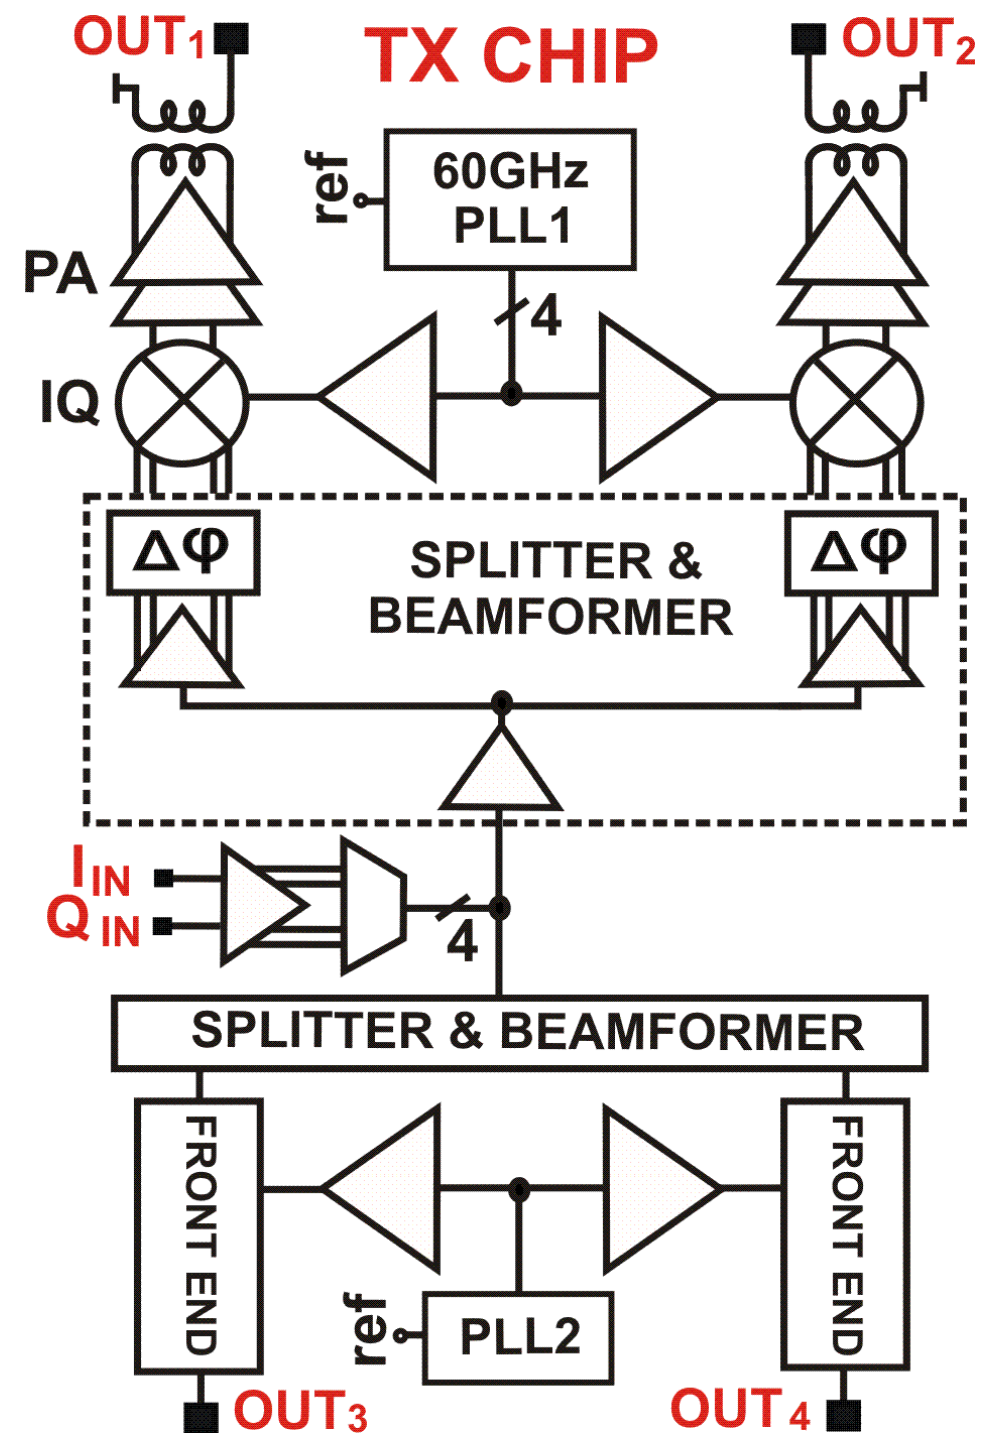 OUT1
TX CHIP
OUT2
ref
60GHz
PLL1
PA
4
IQ
Δφ
SPLITTER &
BEAMFORMER
Δφ
IIN
QIN
4
SPLITTER & BEAMFORMER
FRONT END
FRONT END
ref
PLL2
OUT3
OUT4